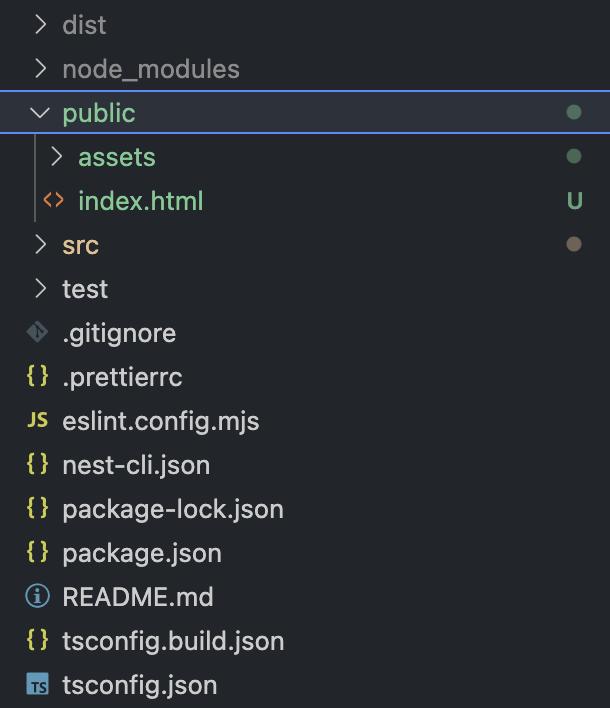 dist
node_modules
public
assets
index.html U
src
test
.gitignore
{} .prettierrc
JS eslint.config.mjs
{} nest-cli.json
{} package-lock.json
{} package.json
README.md
{} tsconfig.build.json
TS tsconfig.json